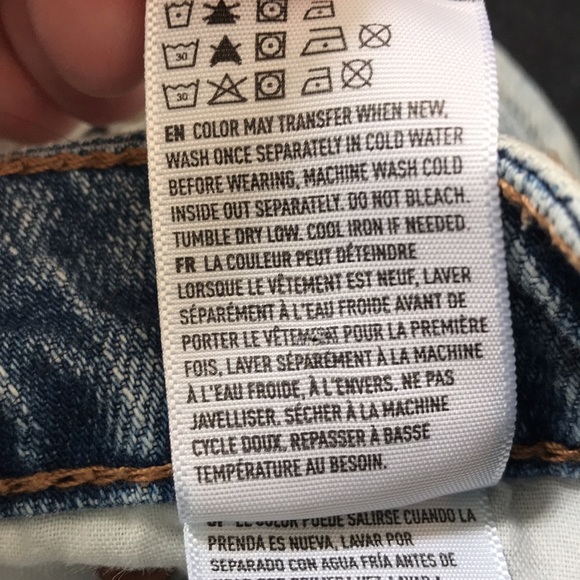 30
30
EN COLOR MAY TRANSFER WHEN NEW,
WASH ONCE SEPARATELY IN COLD WATER
BEFORE WEARING, MACHINE WASH COLD
INSIDE OUT SEPARATELY. DO NOT BLEACH.
TUMBLE DRY LOW. COOL IRON IF NEEDED.
FR LA COULEUR PEUT DÉTEINDRE
LORSQUE LE VÊTEMENT EST NEUF, LAVER
SÉPARÉMENT À L'EAU FROIDE AVANT DE
PORTER LE VÊTEMENT POUR LA PREMIÈRE
FOIS, LAVER SÉPARÉMENT À LA MACHINE
À L'EAU FROIDE, À L'ENVERS. NE PAS
JAVELLISER. SÉCHER À LA MACHINE
CYCLE DOUX. REPASSER À BASSE
TEMPÉRATURE AU BESOIN.
EL COLOR PUEDE SALIRSE CUANDO LA
PRENDA ES NUEVA, LAVAR POR
SEPARADO CON AGUA FRÍA ANTES DE